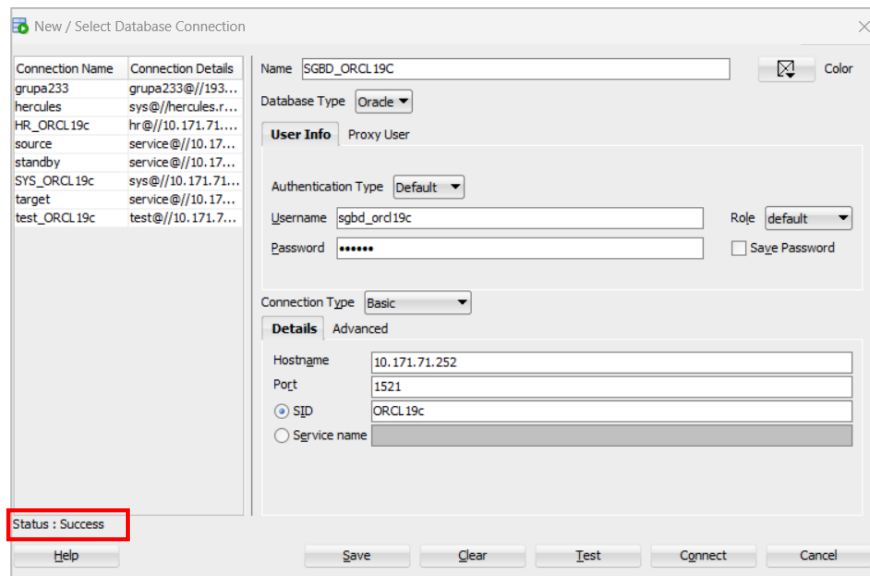 New / Select Database Connection
Connection Name Connection Details
grupa233 grupa233@//193...
hercules sys@//hercules.r...
HR_ORCL19c hr@//10.171.71....
source service@//10.17...
standby service@//10.17...
SYS_ORCL19c sys@//10.171.71...
target service@//10.17...
test_ORCL19c test@//10.171.7...
Name SGBD_ORCL19C Color
Database Type Oracle
User Info Proxy User
Authentication Type Default
Username sgbd_orcl19c Role default
Password •••••• Save Password
Connection Type Basic
Details Advanced
Hostname 10.171.71.252
Port 1521
SID ORCL19c
Service name
Status : Success
Help Save Clear Test Connect Cancel